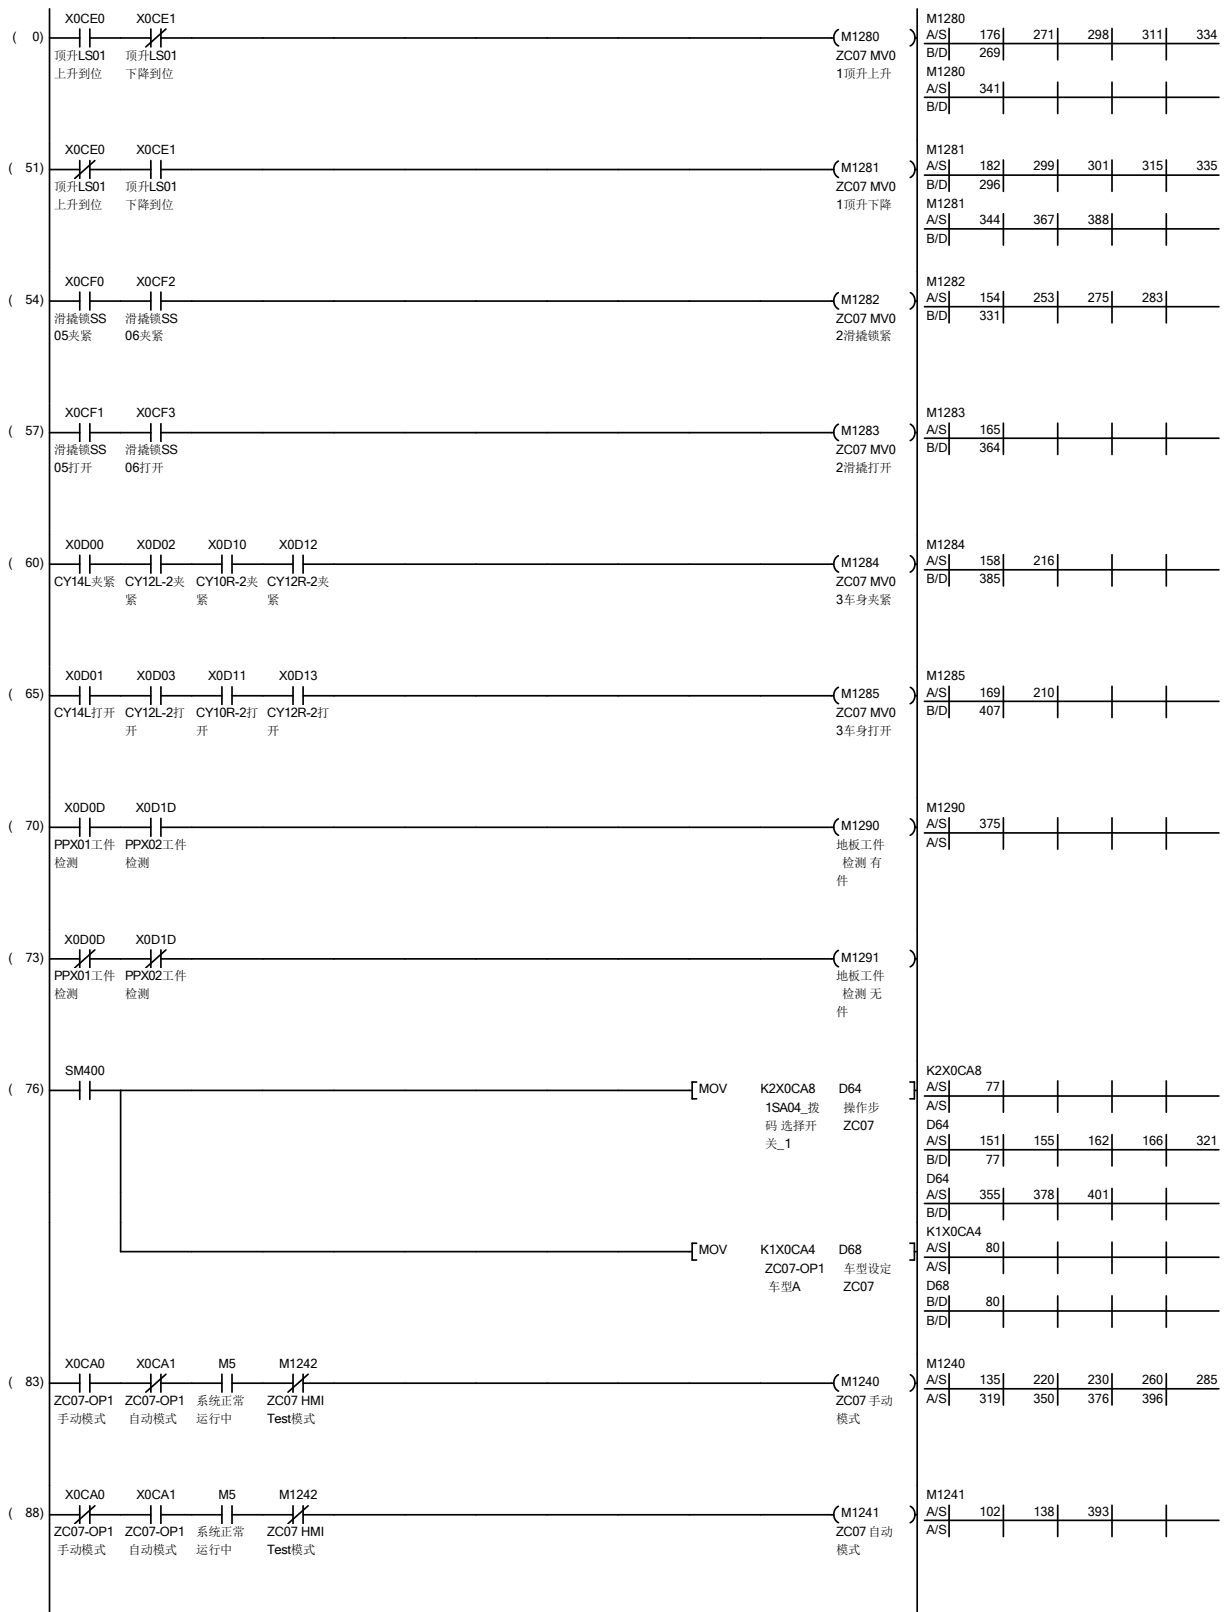 X0CE0 X0CE1 M1280
( 0) (M1280 ) A/S 176 271 298 311 334
顶升LS01 顶升LS01 ZC07 MV0 B/D 269
上升到位 下降到位 1顶升上升 M1280
A/S 341
B/D
X0CE0 X0CE1 M1281
( 51) (M1281 ) A/S 182 299 301 315 335
顶升LS01 顶升LS01 ZC07 MV0 B/D 296
上升到位 下降到位 1顶升下降 M1281
A/S 344 367 388
B/D
X0CF0 X0CF2 M1282
( 54) (M1282 ) A/S 154 253 275 283
滑撬锁SS 滑撬锁SS ZC07 MV0 B/D 331
05夹紧 06夹紧 2滑撬锁紧
X0CF1 X0CF3 M1283
( 57) (M1283 ) A/S 165
滑撬锁SS 滑撬锁SS ZC07 MV0 B/D 364
05打开 06打开 2滑撬打开
X0D00 X0D02 X0D10 X0D12 M1284
( 60) (M1284 ) A/S 158 216
CY14L夹紧 CY12L-2夹 CY10R-2夹 CY12R-2夹 ZC07 MV0 B/D 385
紧 紧 紧 3车身夹紧
X0D01 X0D03 X0D11 X0D13 M1285
( 65) (M1285 ) A/S 169 210
CY14L打开 CY12L-2打 CY10R-2打 CY12R-2打 ZC07 MV0 B/D 407
开 开 开 3车身打开
X0D0D X0D1D M1290
( 70) (M1290 ) A/S 375
PPX01工件 PPX02工件 地板工件 A/S
检测 检测 检测 有
件
X0D0D X0D1D
( 73) (M1291 )
PPX01工件 PPX02工件 地板工件
检测 检测 检测 无
件
SM400 K2X0CA8
( 76) [MOV K2X0CA8 D64 ] A/S 77
1SA04_拨 操作步 A/S
码 选择开 ZC07 D64
关_1 A/S 151 155 162 166 321
B/D 77
D64
A/S 355 378 401
B/D
K1X0CA4
[MOV K1X0CA4 D68 ] A/S 80
ZC07-OP1 车型设定 A/S
车型A ZC07 D68
B/D 80
B/D
X0CA0 X0CA1 M5 M1242 M1240
( 83) (M1240 ) A/S 135 220 230 260 285
ZC07-OP1 ZC07-OP1 系统正常 ZC07 HMI ZC07 手动 A/S 319 350 376 396
手动模式 自动模式 运行中 Test模式 模式
X0CA0 X0CA1 M5 M1242 M1241
( 88) (M1241 ) A/S 102 138 393
ZC07-OP1 ZC07-OP1 系统正常 ZC07 HMI ZC07 自动 A/S
手动模式 自动模式 运行中 Test模式 模式